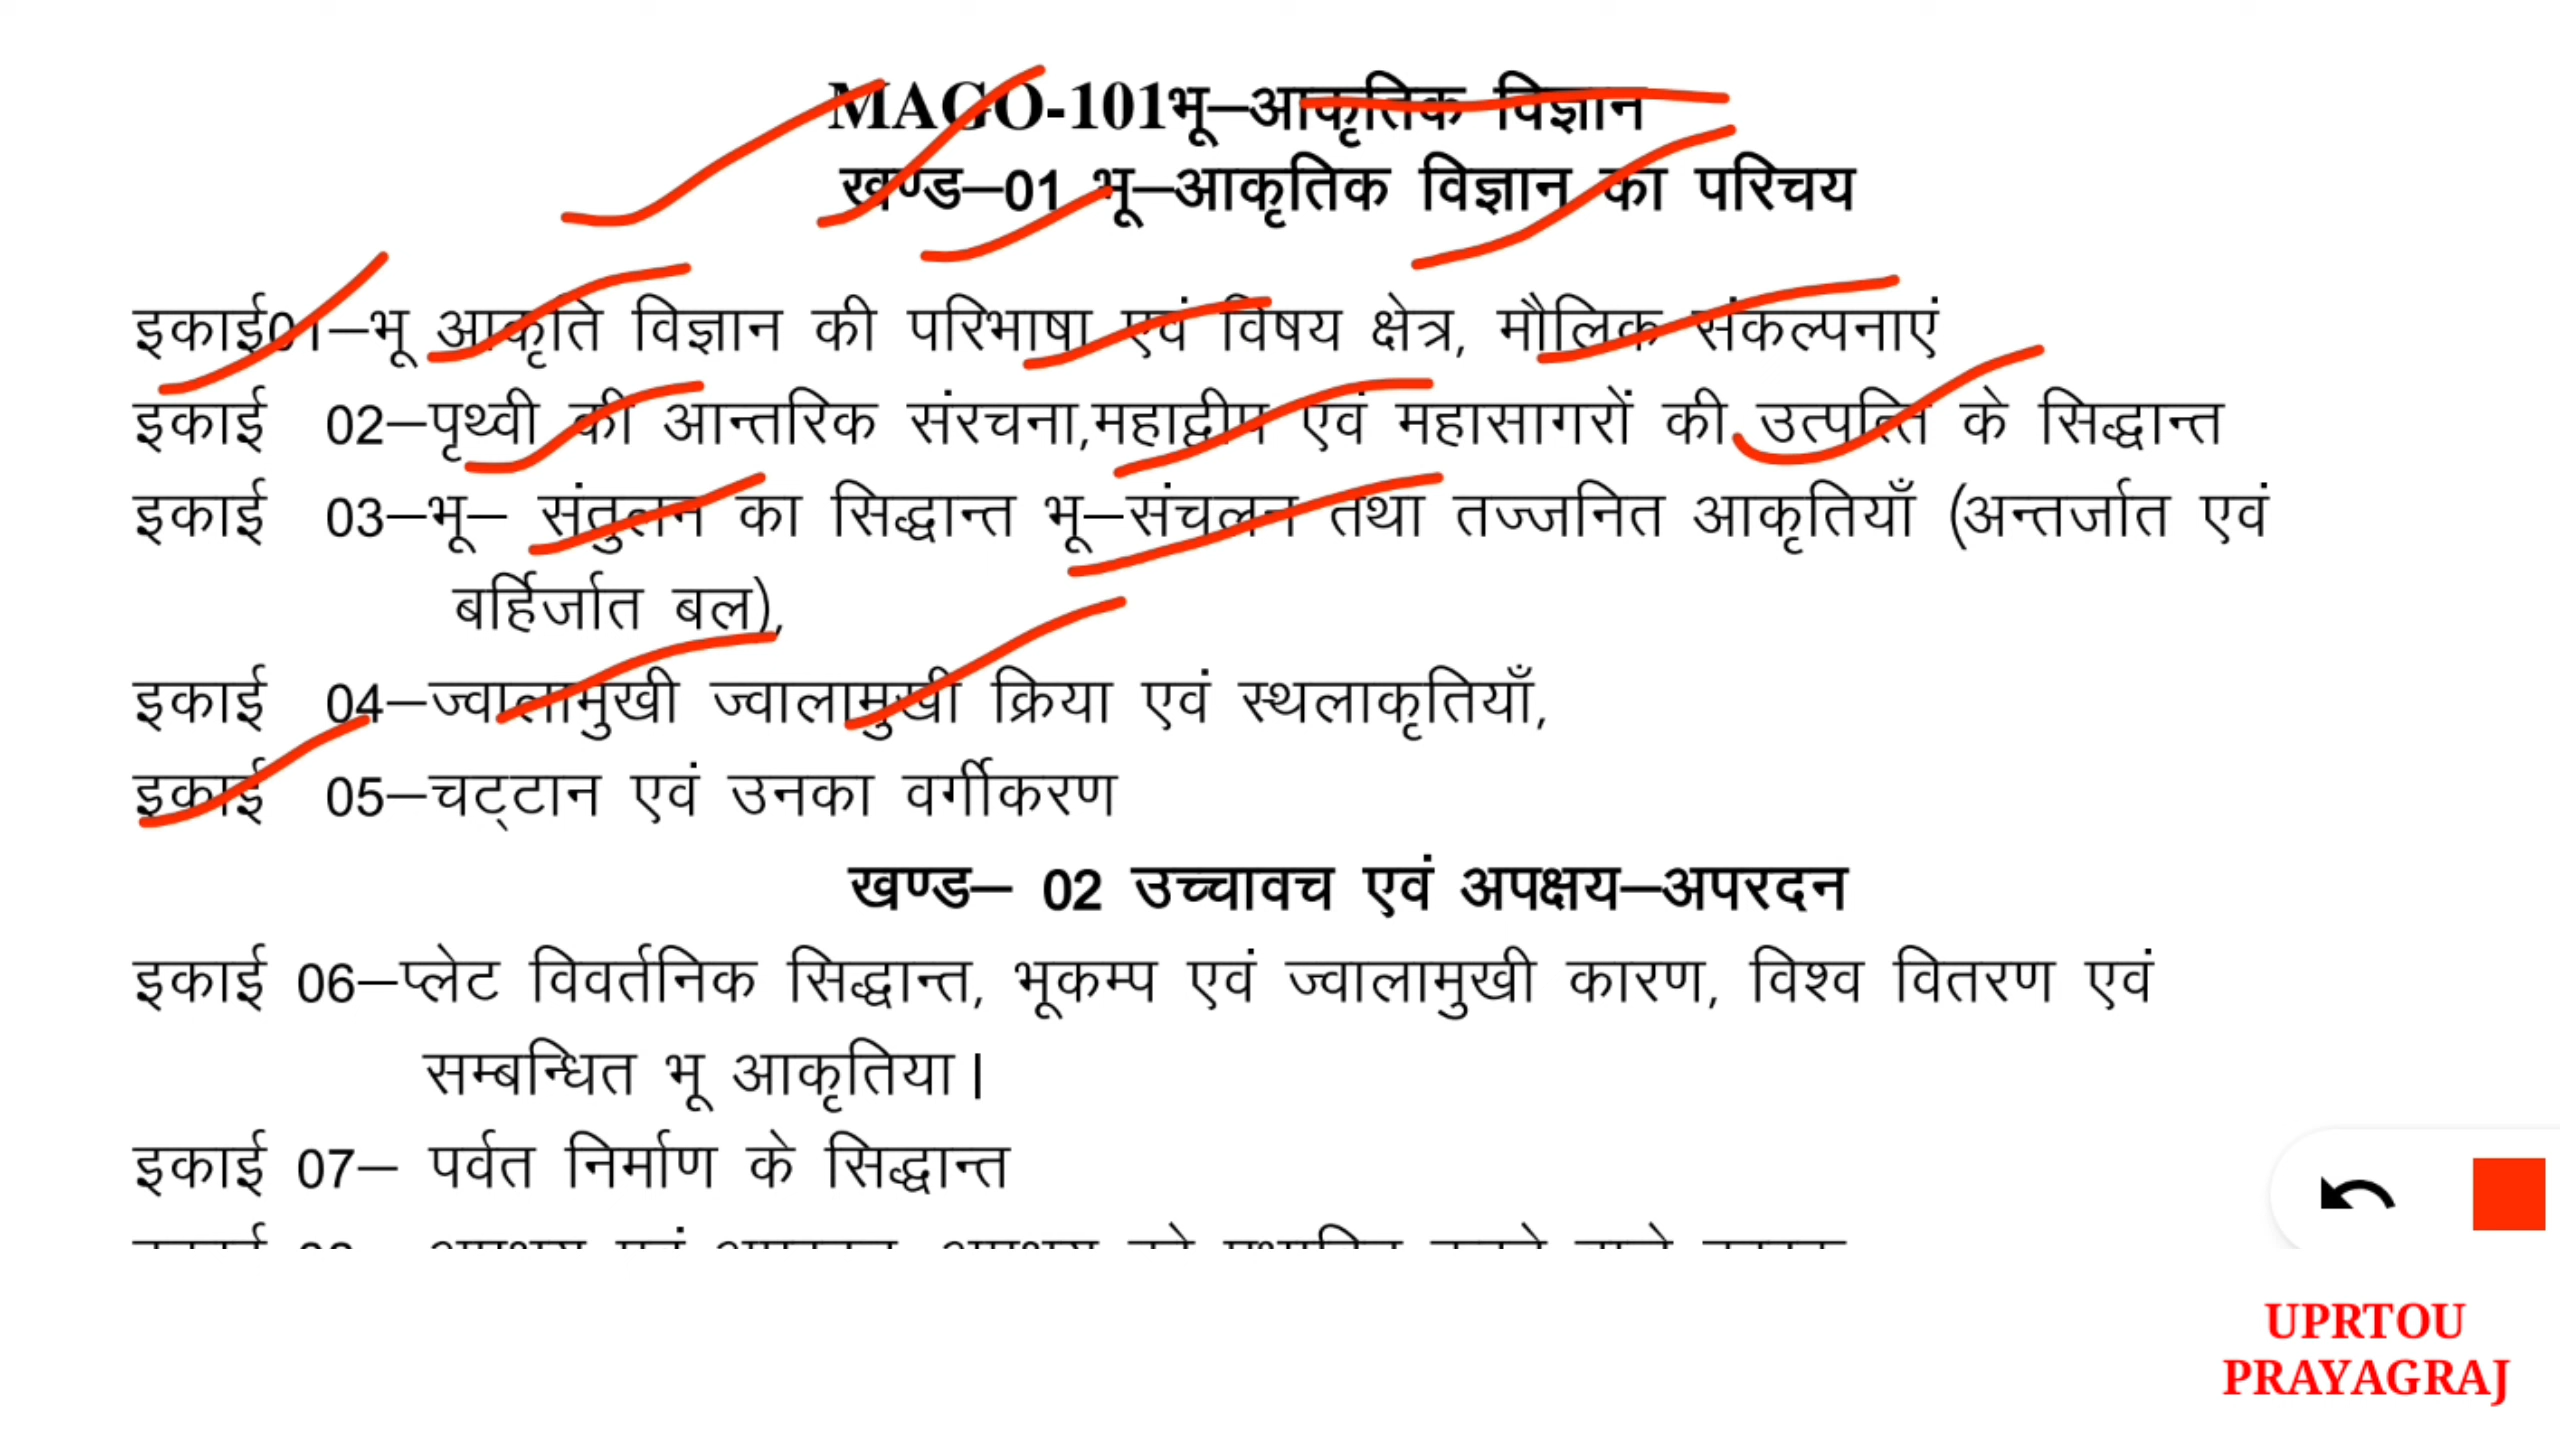 MAGO-101भू–आकृतिक विज्ञान
खण्ड–01 भू–आकृतिक विज्ञान का परिचय
इकाई01–भू आकृति विज्ञान की परिभाषा एवं विषय क्षेत्र, मौलिक संकल्पनाएं
इकाई 02–पृथ्वी की आन्तरिक संरचना,महाद्वीप एवं महासागरों की उत्पत्ति के सिद्धान्त
इकाई 03–भू– संतुलन का सिद्धान्त भू–संचलन तथा तज्जनित आकृतियाँ (अन्तर्जात एवं
बर्हिर्जात बल),
इकाई 04–ज्वालामुखी ज्वालामुखी क्रिया एवं स्थलाकृतियाँ,
इकाई 05–चट्‌टान एवं उनका वर्गीकरण
खण्ड– 02 उच्चावच एवं अपक्षय–अपरदन
इकाई 06–प्लेट विवर्तनिक सिद्धान्त, भूकम्प एवं ज्वालामुखी कारण, विश्व वितरण एवं
सम्बन्धित भू आकृतिया।
इकाई 07– पर्वत निर्माण के सिद्धान्त
UPRTOU
PRAYAGRAJ